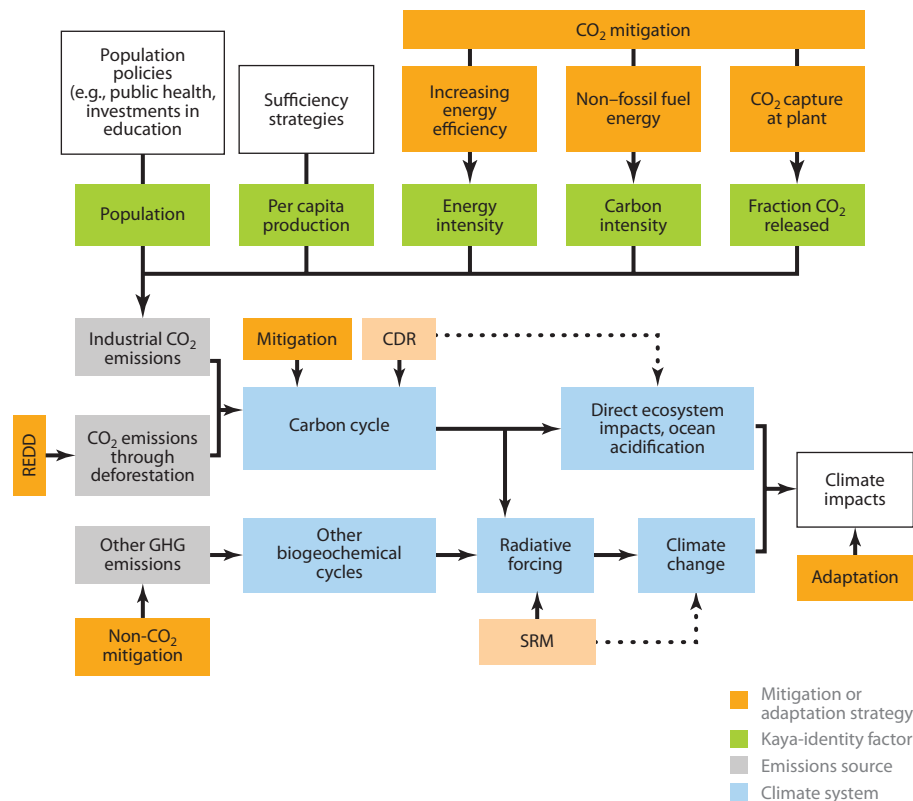 CO₂ mitigation
Population
policies
(e.g., public health,
investments in
education
Sufficiency
strategies
Increasing
energy
efficiency
Non–fossil fuel
energy
CO₂ capture
at plant
Population
Per capita
production
Energy
intensity
Carbon
intensity
Fraction CO₂
released
Industrial CO₂
emissions
Mitigation
CDR
Carbon cycle
Direct ecosystem
impacts, ocean
acidification
REDD
CO₂ emissions
through
deforestation
Climate
impacts
Other GHG
emissions
Other
biogeochemical
cycles
Radiative
forcing
Climate
change
Adaptation
Non-CO₂
mitigation
SRM
Mitigation or
adaptation strategy
Kaya-identity factor
Emissions source
Climate system